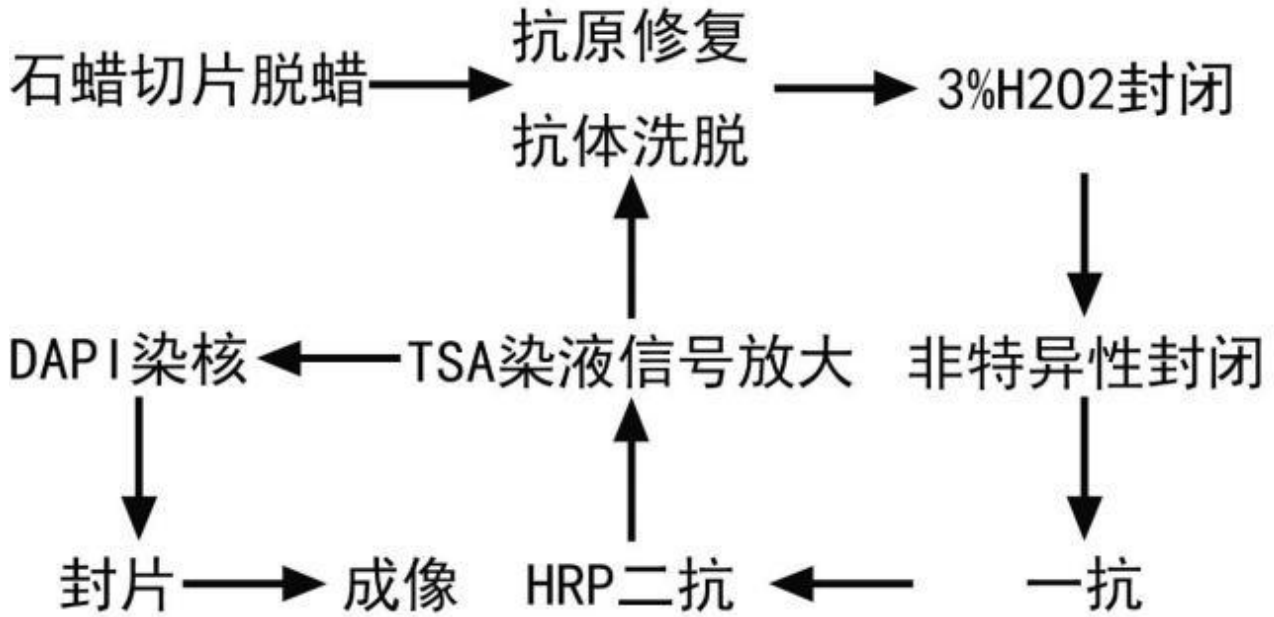 石蜡切片脱蜡
抗原修复
抗体洗脱
3%H2O2封闭
DAPI染核
TSA染液信号放大
非特异性封闭
封片
成像
HRP二抗
一抗